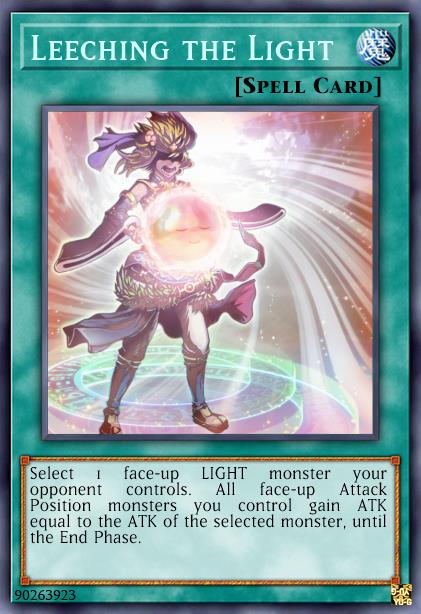 Leeching the Light
魔
[Spell Card]
Select 1 face-up LIGHT monster your
opponent controls. All face-up Attack
Position monsters you control gain ATK
equal to the ATK of the selected monster, until
the End Phase.
90263923